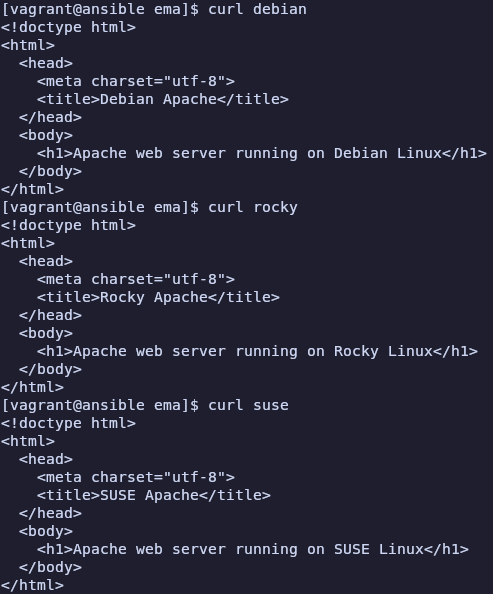 [vagrant@ansible ema]$ curl debian
<!doctype html>
<html>
  <head>
    <meta charset="utf-8">
    <title>Debian Apache</title>
  </head>
  <body>
    <h1>Apache web server running on Debian Linux</h1>
  </body>
</html>
[vagrant@ansible ema]$ curl rocky
<!doctype html>
<html>
  <head>
    <meta charset="utf-8">
    <title>Rocky Apache</title>
  </head>
  <body>
    <h1>Apache web server running on Rocky Linux</h1>
  </body>
</html>
[vagrant@ansible ema]$ curl suse
<!doctype html>
<html>
  <head>
    <meta charset="utf-8">
    <title>SUSE Apache</title>
  </head>
  <body>
    <h1>Apache web server running on SUSE Linux</h1>
  </body>
</html>